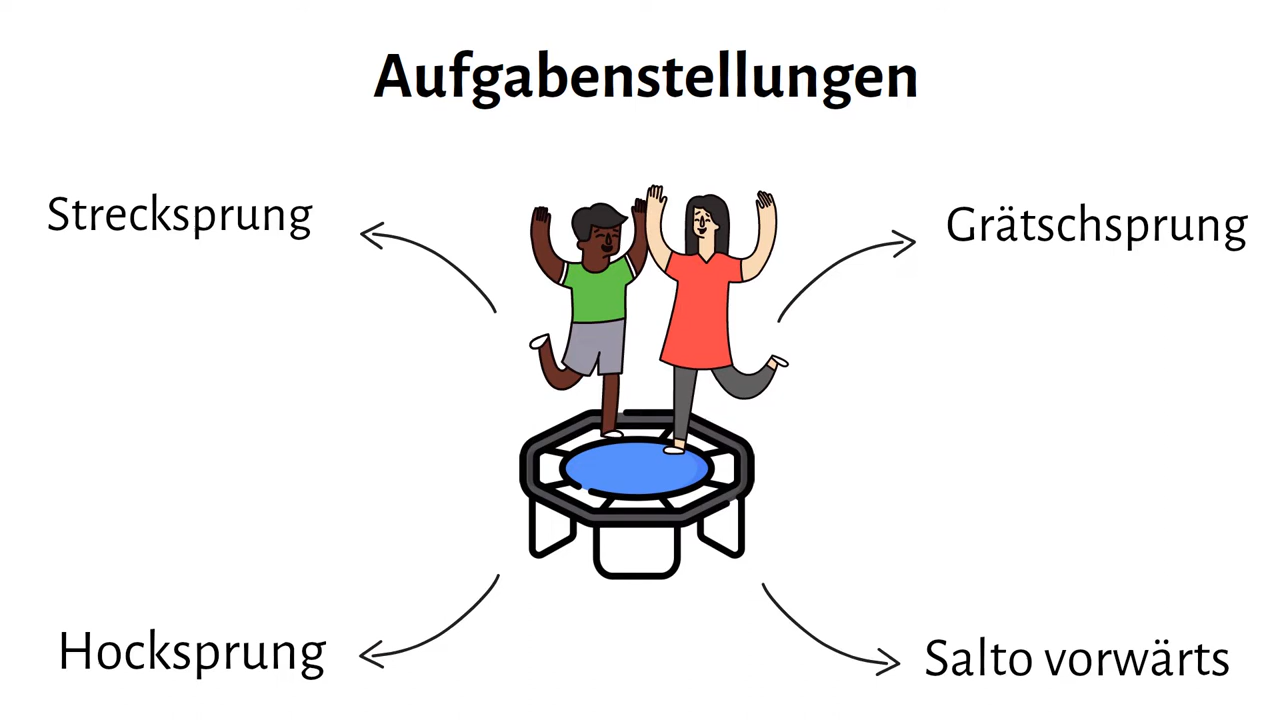 Aufgabenstellungen
Strecksprung
Grätschsprung
Hocksprung
Salto vorwärts